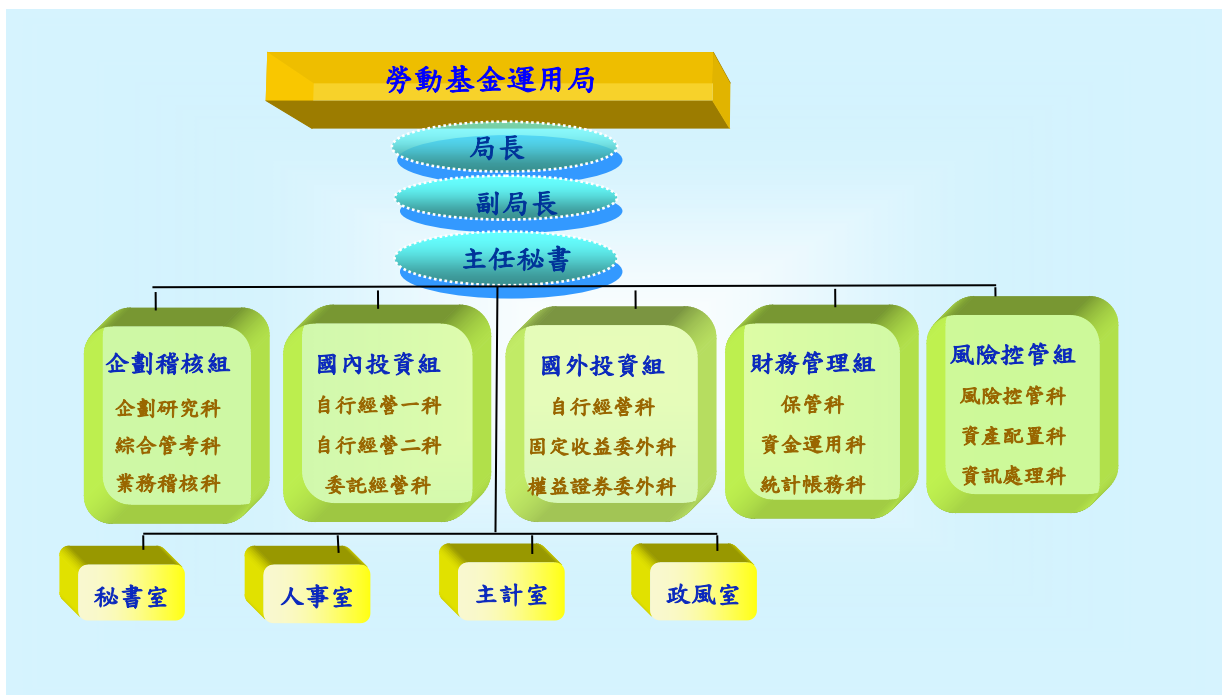 勞動基金運用局
局長
副局長
主任秘書
企劃稽核組
企劃研究科
綜合管考科
業務稽核科
國內投資組
自行經營一科
自行經營二科
委託經營科
國外投資組
自行經營科
固定收益委外科
權益證券委外科
財務管理組
保管科
資金運用科
統計帳務科
風險控管組
風險控管科
資產配置科
資訊處理科
秘書室
人事室
主計室
政風室